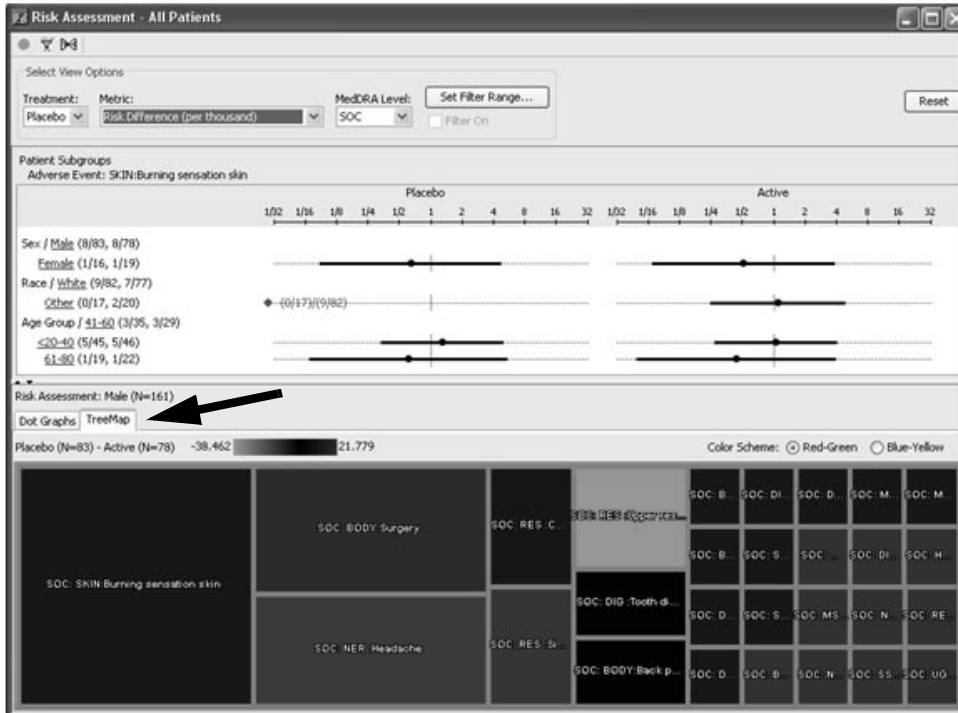 Risk Assessment - All Patients
Select View Options
Treatment: Metric: MedDRA Level: Set Filter Range... Reset
Placebo Risk Difference (per thousand) SOC Filter On
Patient Subgroups
Adverse Event: SKIN:Burning sensation skin
Placebo Active
1/32 1/16 1/8 1/4 1/2 1 2 4 8 16 32 1/32 1/16 1/8 1/4 1/2 1 2 4 8 16 32
Sex / Male (8/83, 8/78)
Female (1/16, 1/19)
Race / White (9/82, 7/77)
Other (0/17, 2/20) (0/17)/(9/82)
Age Group / 41-60 (3/35, 3/29)
<20-40 (5/45, 5/46)
61-80 (1/19, 1/22)
Risk Assessment: Male (N=161)
Dot Graphs TreeMap
Placebo (N=83) - Active (N=78) -38.462 21.779 Color Scheme: Red-Green Blue-Yellow
SOC: SKIN:Burning sensation skin
SOC: BODY:Surgery
SOC: NER:Headache
SOC: RES :C...
SOC: RES: Si...
SOC: RES :Upper res...
SOC: DIG :Tooth di...
SOC: BODY:Back p...
SOC: B... SOC: DI... SOC: D... SOC: M... SOC: M...
SOC: B... SOC: S... SOC: ... SOC: DI... SOC: H...
SOC: D... SOC: S... SOC: MS... SOC: N... SOC: RE...
SOC: D... SOC: B... SOC: N... SOC: SS... SOC: UG...